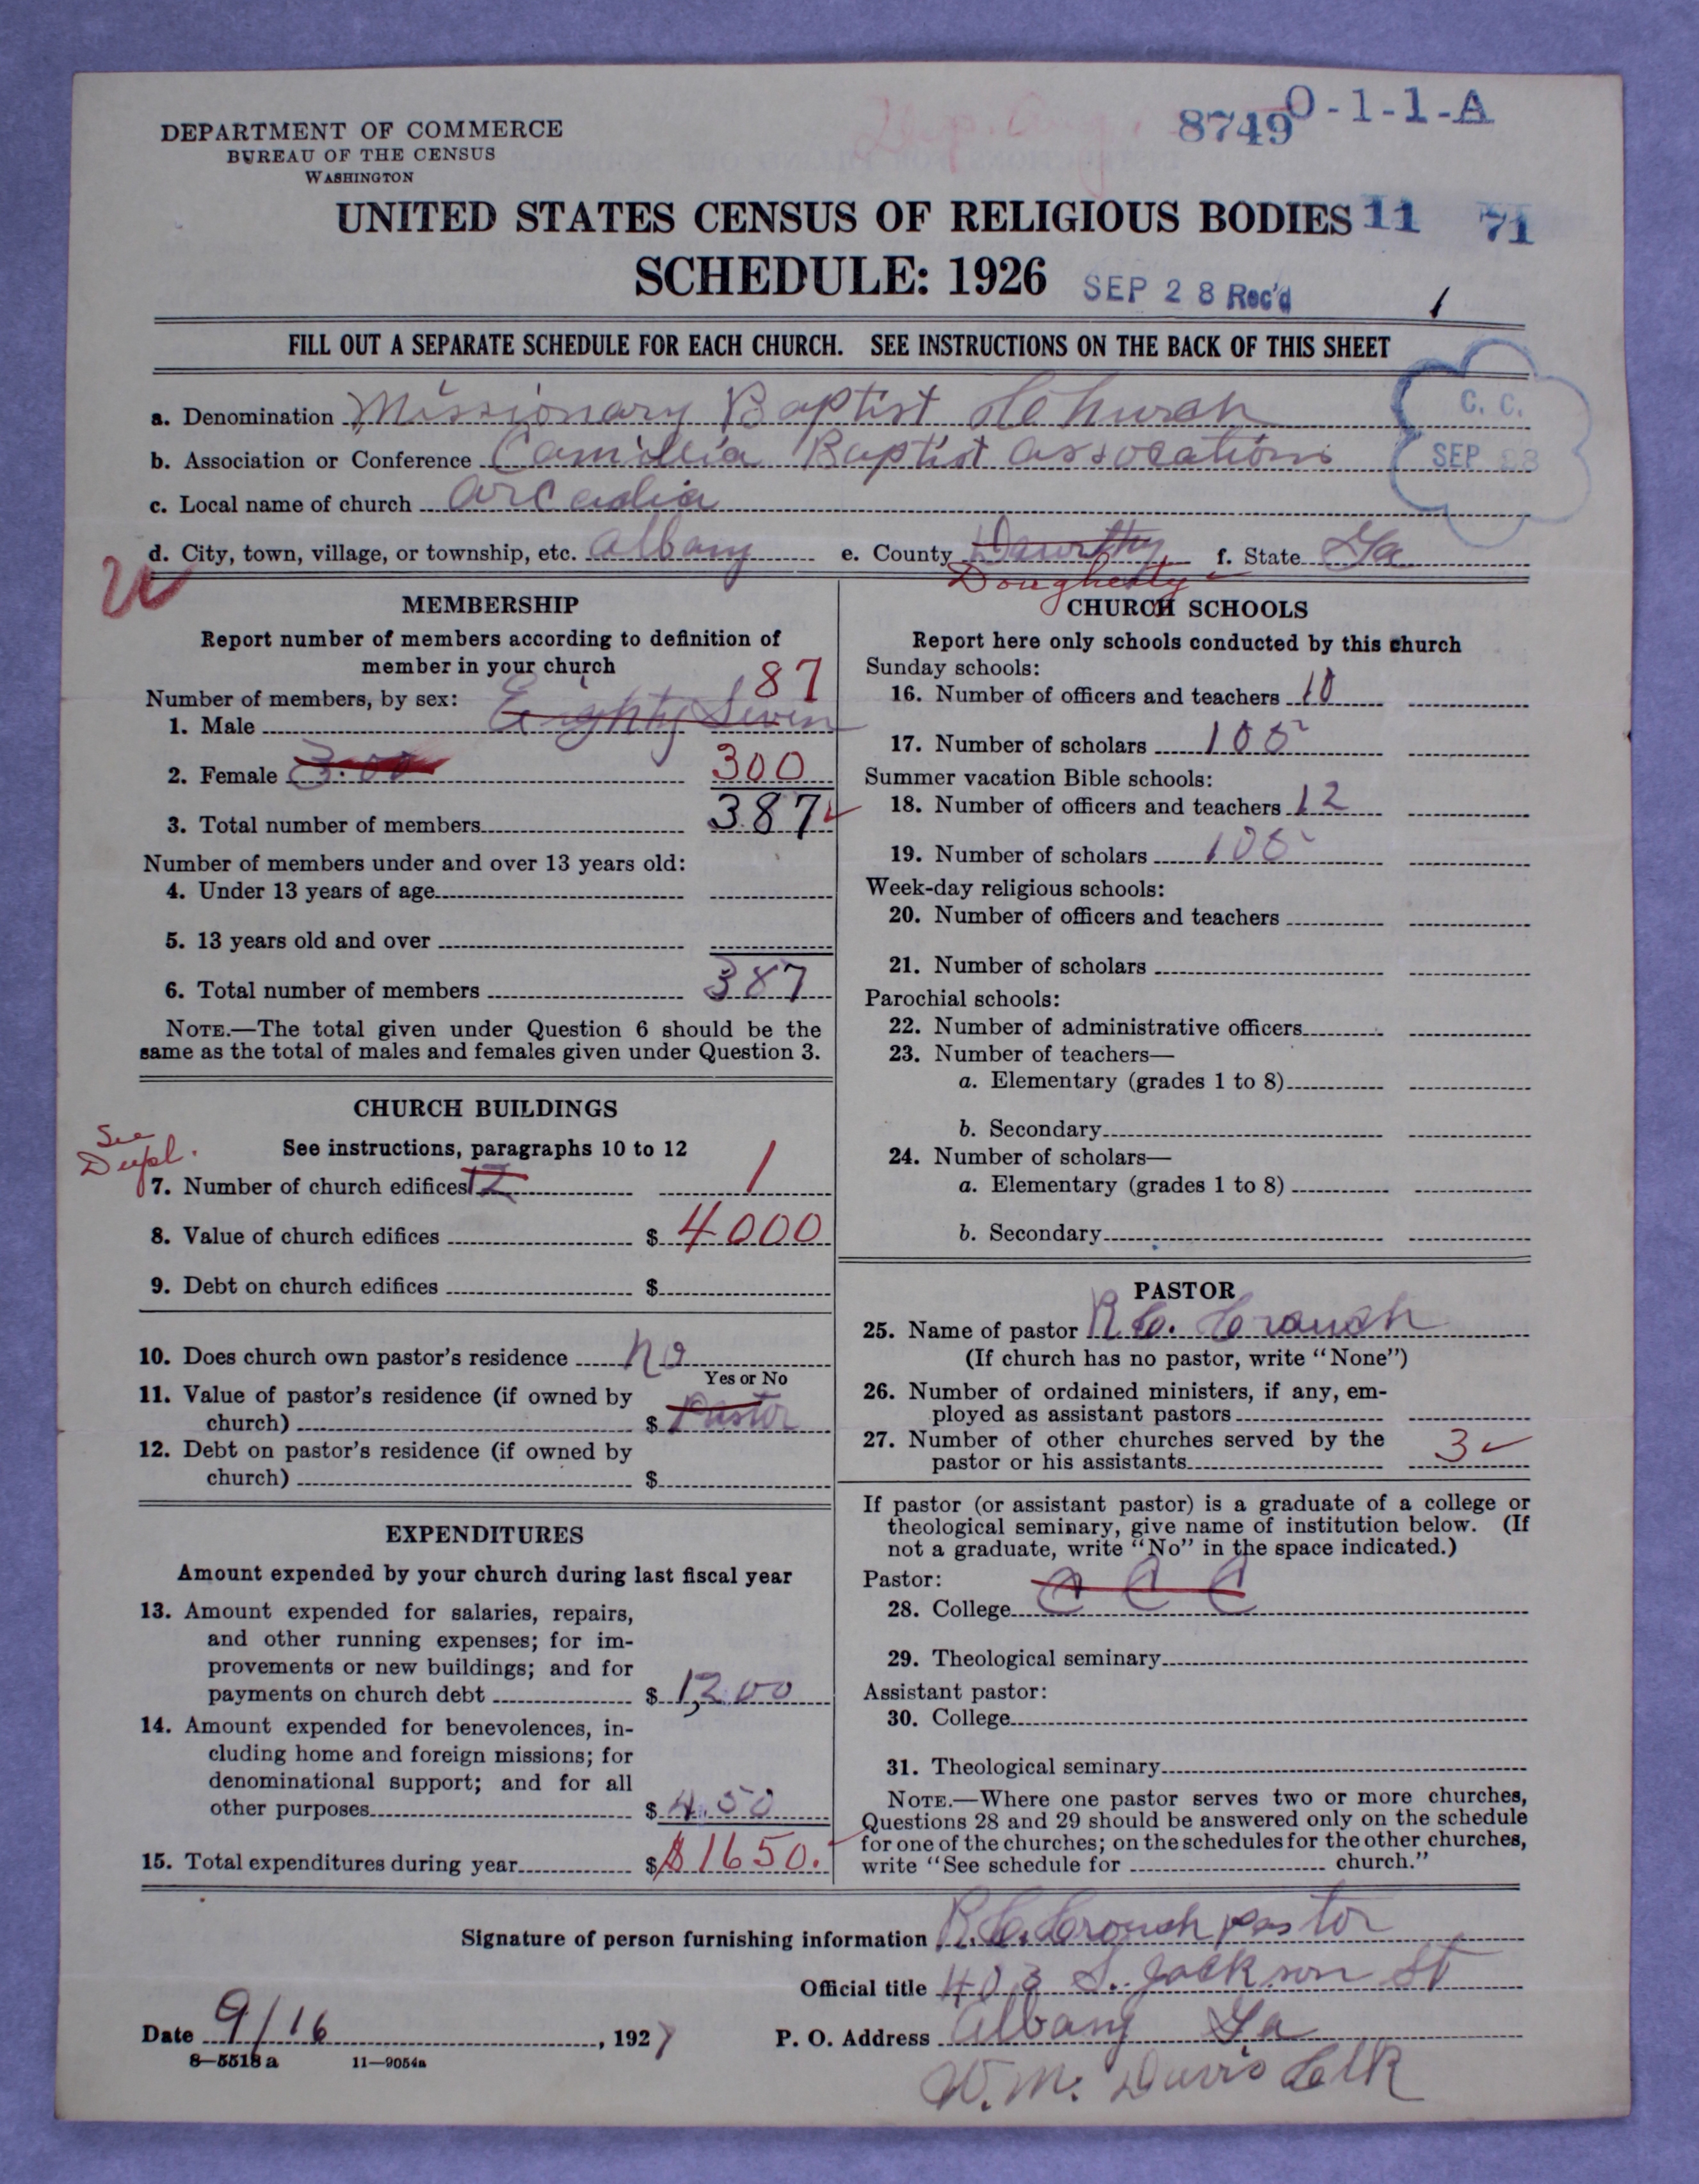 DEPARTMENT OF COMMERCE
BUREAU OF THE CENSUS
WASHINGTON
8749
O-1-1-A
UNITED STATES CENSUS OF RELIGIOUS BODIES 11 71
SCHEDULE: 1926 SEP 28 Rec'd 1
FILL OUT A SEPARATE SCHEDULE FOR EACH CHURCH. SEE INSTRUCTIONS ON THE BACK OF THIS SHEET
C. C.
SEP 28
a. Denomination Missionary Baptist Church
b. Association or Conference Camillia Baptist assocations
c. Local name of church arcadia
d. City, town, village, or township, etc. albany e. County Dawrthy f. State Ga
Dougherty
MEMBERSHIP
Report number of members according to definition of
member in your church
87
Number of members, by sex:
1. Male Eighty Seven
2. Female 300 300
3. Total number of members 387
Number of members under and over 13 years old:
4. Under 13 years of age
5. 13 years old and over
6. Total number of members 387
NOTE.—The total given under Question 6 should be the
same as the total of males and females given under Question 3.
CHURCH BUILDINGS
See instructions, paragraphs 10 to 12
See
Dupl.
7. Number of church edifices 12 1
8. Value of church edifices $ 4000
9. Debt on church edifices $
10. Does church own pastor's residence no
Yes or No
11. Value of pastor's residence (if owned by
church) $ Pastor
12. Debt on pastor's residence (if owned by
church) $
EXPENDITURES
Amount expended by your church during last fiscal year
13. Amount expended for salaries, repairs,
and other running expenses; for im-
provements or new buildings; and for
payments on church debt $ 1,200
14. Amount expended for benevolences, in-
cluding home and foreign missions; for
denominational support; and for all
other purposes $ 4.50
15. Total expenditures during year $ $1650.
CHURCH SCHOOLS
Report here only schools conducted by this church
Sunday schools:
16. Number of officers and teachers 10
17. Number of scholars 105
Summer vacation Bible schools:
18. Number of officers and teachers 12
19. Number of scholars 105
Week-day religious schools:
20. Number of officers and teachers
21. Number of scholars
Parochial schools:
22. Number of administrative officers
23. Number of teachers—
a. Elementary (grades 1 to 8)
b. Secondary
24. Number of scholars—
a. Elementary (grades 1 to 8)
b. Secondary
PASTOR
25. Name of pastor R.C. Crouch
(If church has no pastor, write "None")
26. Number of ordained ministers, if any, em-
ployed as assistant pastors
27. Number of other churches served by the
pastor or his assistants 3
If pastor (or assistant pastor) is a graduate of a college or
theological seminary, give name of institution below. (If
not a graduate, write "No" in the space indicated.)
Pastor:
28. College
29. Theological seminary
Assistant pastor:
30. College
31. Theological seminary
NOTE.—Where one pastor serves two or more churches,
Questions 28 and 29 should be answered only on the schedule
for one of the churches; on the schedules for the other churches,
write "See schedule for church."
Signature of person furnishing information R.C. Crouch pastor
Official title 403 S. Jackson St
Date 9/16, 1927 P. O. Address Albany Ga
8-5518 a 11-9054a
W. M. Davis Clk